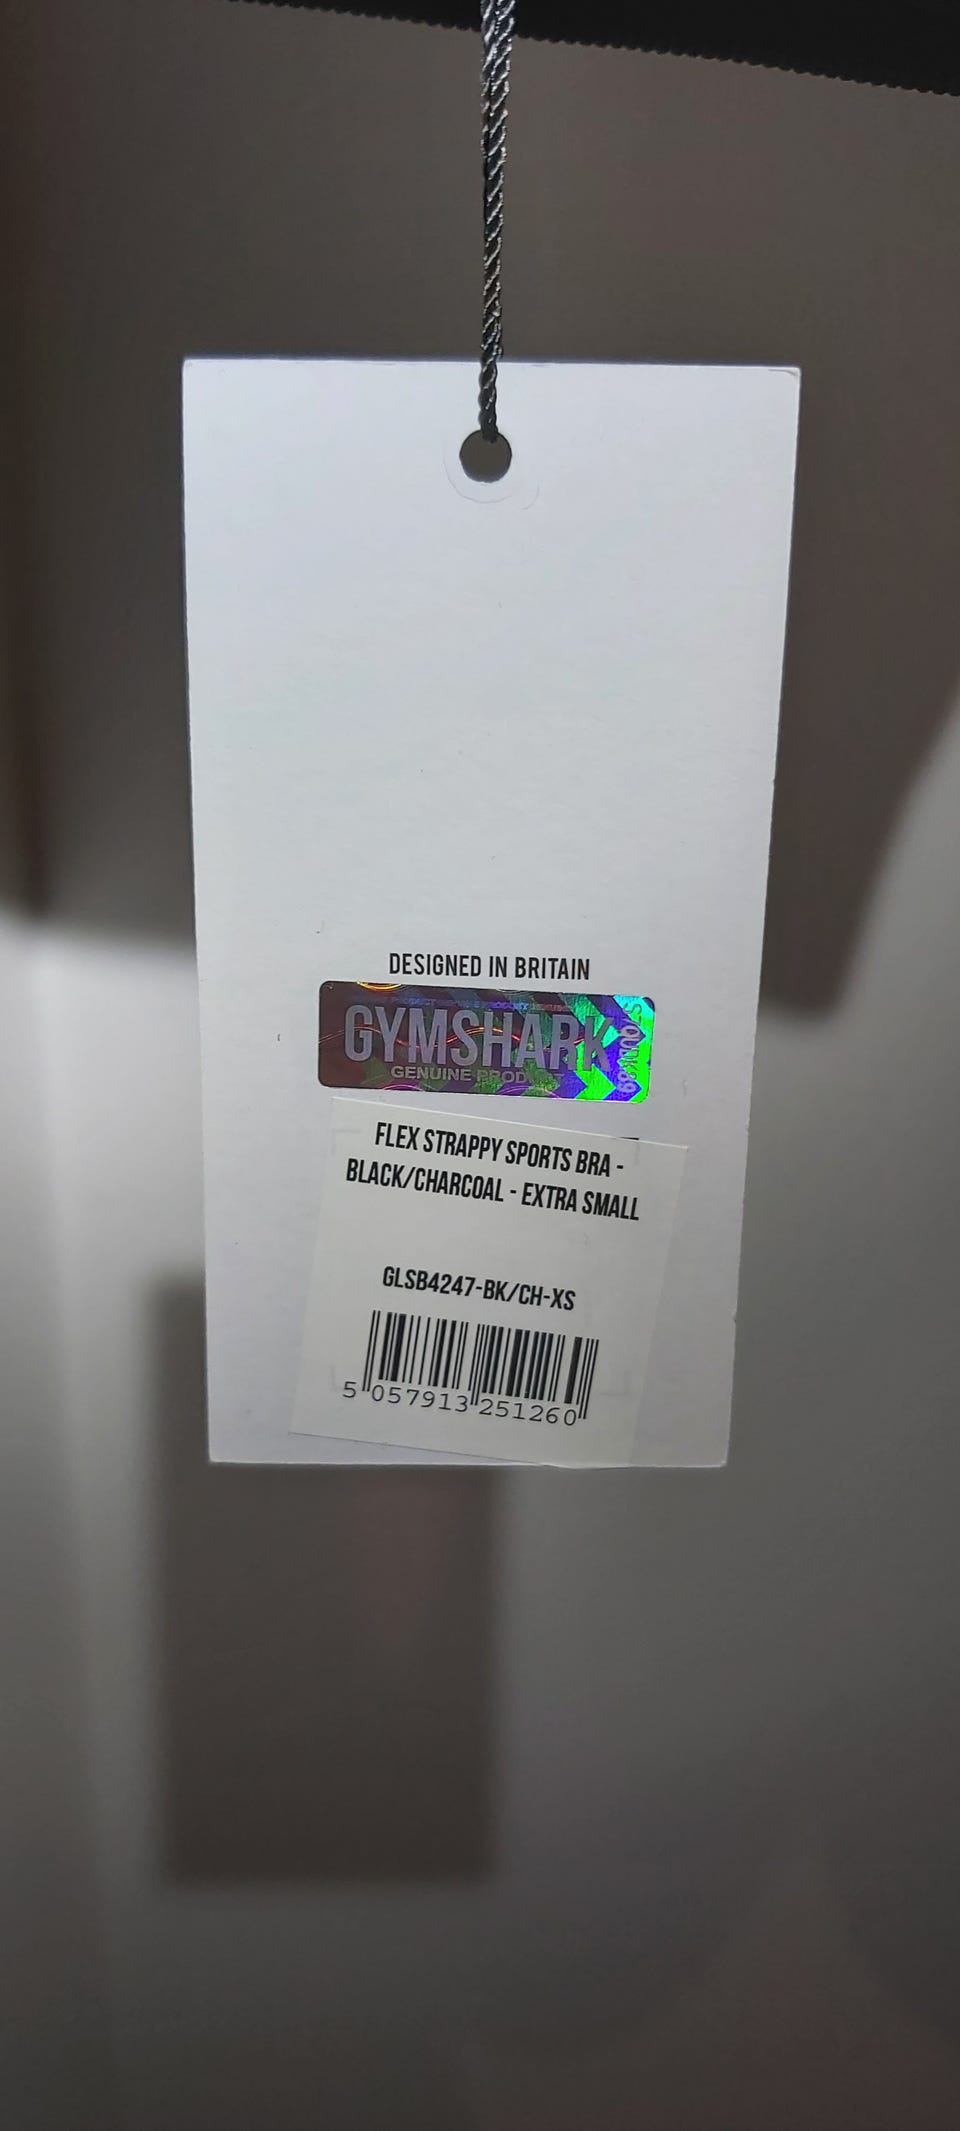 DESIGNED IN BRITAIN
GYMSHARK
GENUINE PRODUCT
FLEX STRAPPY SPORTS BRA -
BLACK/CHARCOAL - EXTRA SMALL
GLSB4247-BK/CH-XS
5 057913 251260